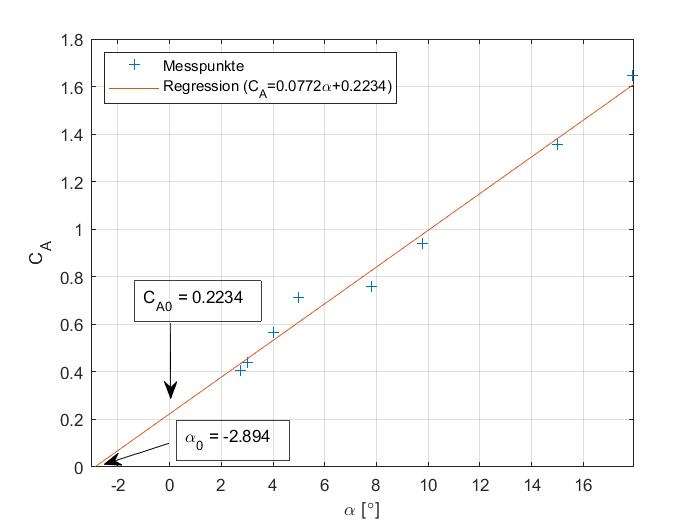 1.8
1.6
1.4
1.2
1
0.8
0.6
0.4
0.2
0
C_A
Messpunkte
Regression (C_A=0.0772α+0.2234)
C_A0 = 0.2234
α_0 = -2.894
-2 0 2 4 6 8 10 12 14 16
α [°]